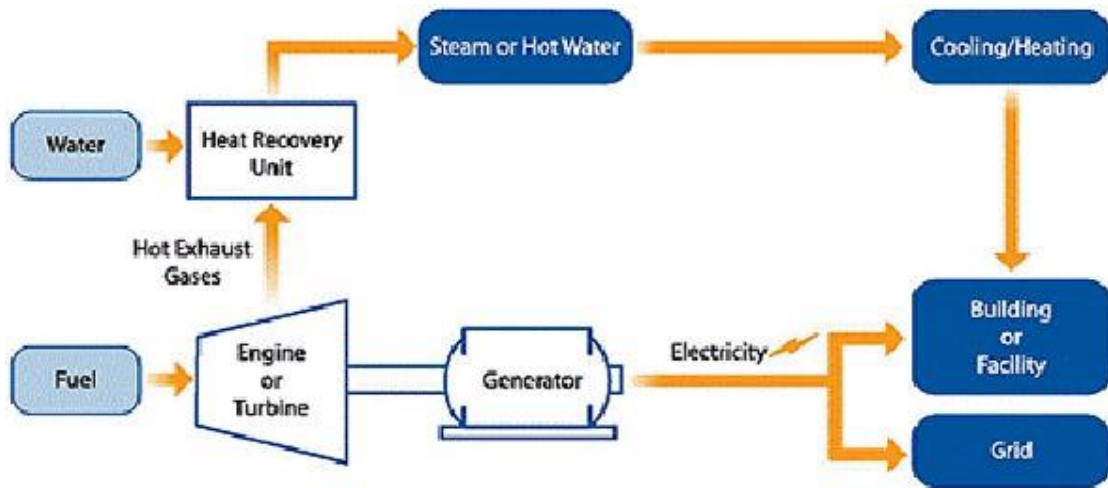 Steam or Hot Water
Cooling/Heating
Water
Heat Recovery
Unit
Hot Exhaust
Gases
Building
or
Facility
Electricity
Fuel
Engine
or
Turbine
Generator
Grid